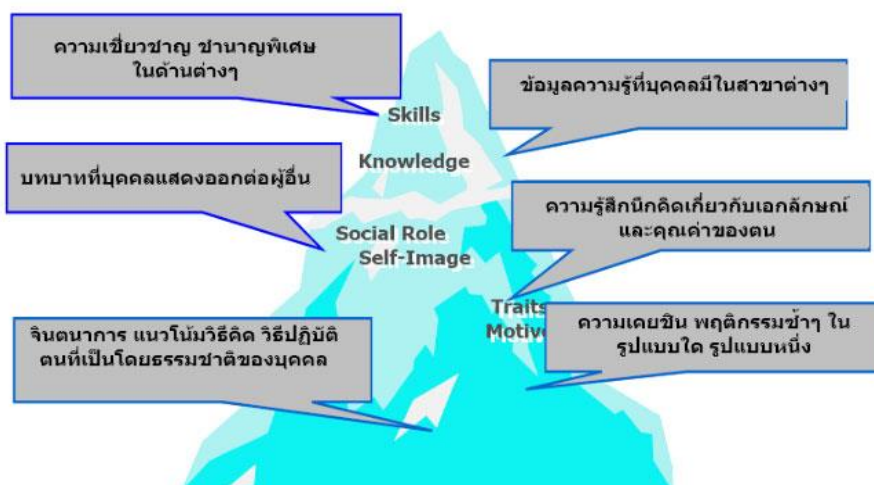 ความเชี่ยวชาญ ชำนาญพิเศษ
ในด้านต่างๆ
ข้อมูลความรู้ที่บุคคลมีในสาขาต่างๆ
Skills
Knowledge
บทบาทที่บุคคลแสดงออกต่อผู้อื่น
ความรู้สึกนึกคิดเกี่ยวกับเอกลักษณ์
และคุณค่าของตน
Social Role
Self-Image
Traits
Motive
จินตนาการ แนวโน้มวิธีคิด วิธีปฏิบัติ
ตนที่เป็นโดยธรรมชาติของบุคคล
ความเคยชิน พฤติกรรมซ้ำๆ ใน
รูปแบบใด รูปแบบหนึ่ง